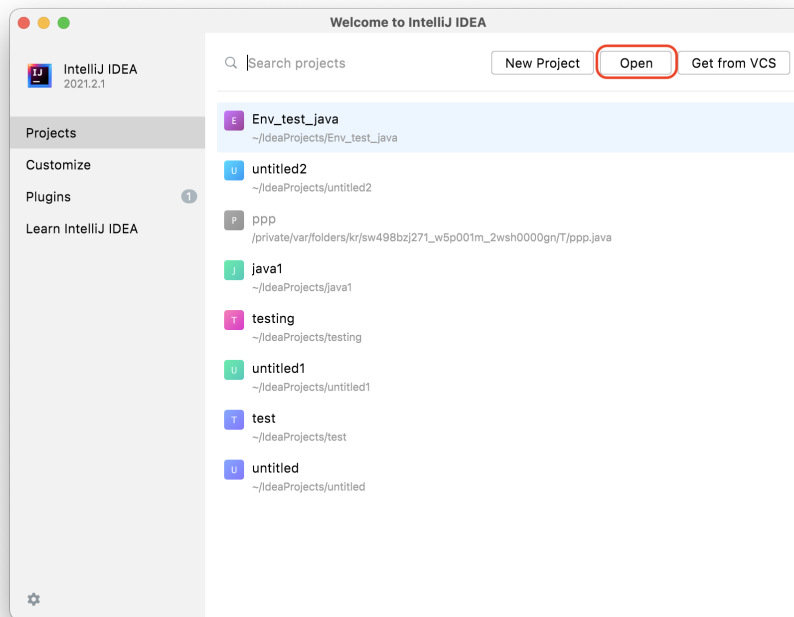 Welcome to IntelliJ IDEA
IJ
IntelliJ IDEA
2021.2.1
Projects
Customize
Plugins
1
Learn IntelliJ IDEA
Search projects
New Project
Open
Get from VCS
E
Env_test_java
~/IdeaProjects/Env_test_java
U
untitled2
~/IdeaProjects/untitled2
P
ppp
/private/var/folders/kr/sw498bzj271_w5p001m_2wsh0000gn/T/ppp.java
J
java1
~/IdeaProjects/java1
T
testing
~/IdeaProjects/testing
U
untitled1
~/IdeaProjects/untitled1
T
test
~/IdeaProjects/test
U
untitled
~/IdeaProjects/untitled